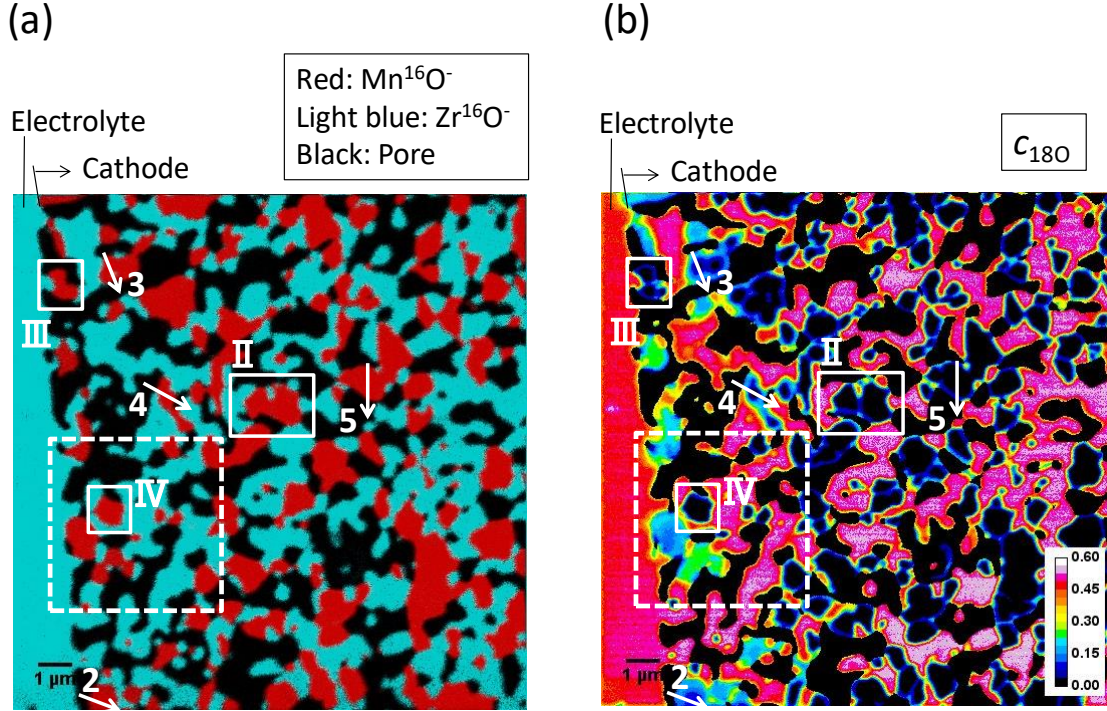 (a)
Red: Mn¹⁶O⁻
Light blue: Zr¹⁶O⁻
Black: Pore
Electrolyte
Cathode
3
Ⅲ
Ⅱ
4
5
Ⅳ
1 μm
2
(b)
c₁₈O
Electrolyte
Cathode
3
Ⅲ
Ⅱ
4
5
Ⅳ
0.60
0.45
0.30
0.15
0.00
1 μm
2